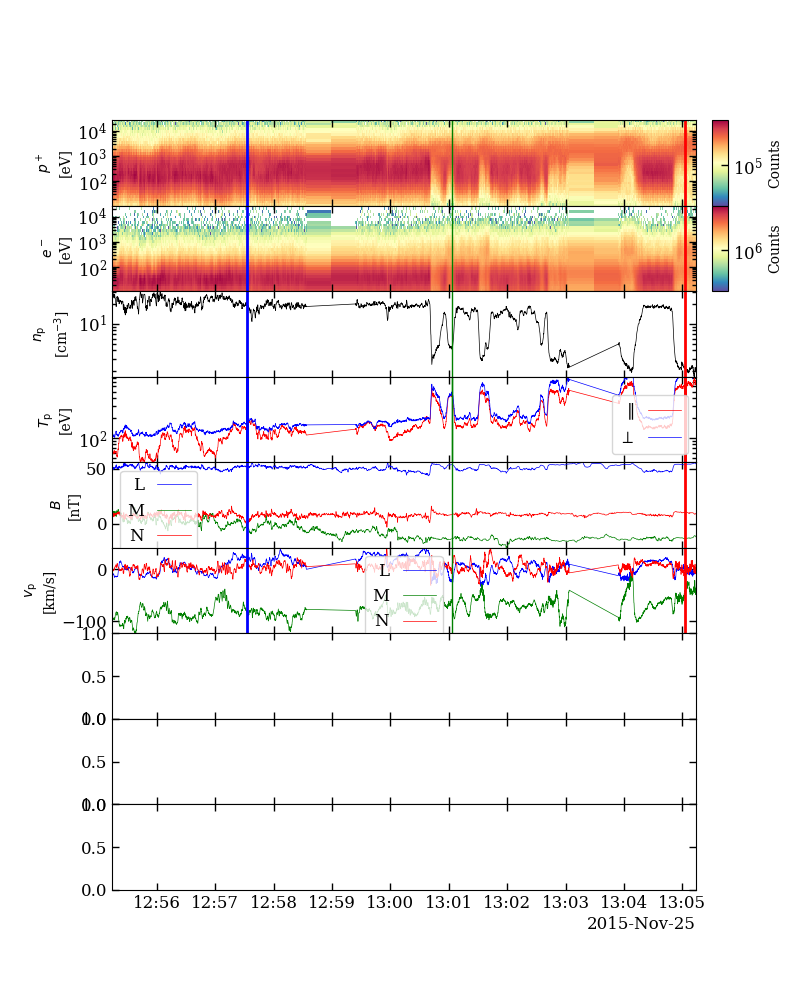 10⁴
10³
10²
p⁺
[eV]
10⁵
Counts
10⁴
10³
10²
e⁻
[eV]
10⁶
Counts
10¹
nₚ
[cm⁻³]
10²
Tₚ
[eV]
∥
⊥
50
0
B
[nT]
L
M
N
0
−100
vₚ
[km/s]
L
M
N
1.0
0.5
0.0
1.0
0.5
0.0
1.0
0.5
0.0
12:56 12:57 12:58 12:59 13:00 13:01 13:02 13:03 13:04 13:05
2015-Nov-25